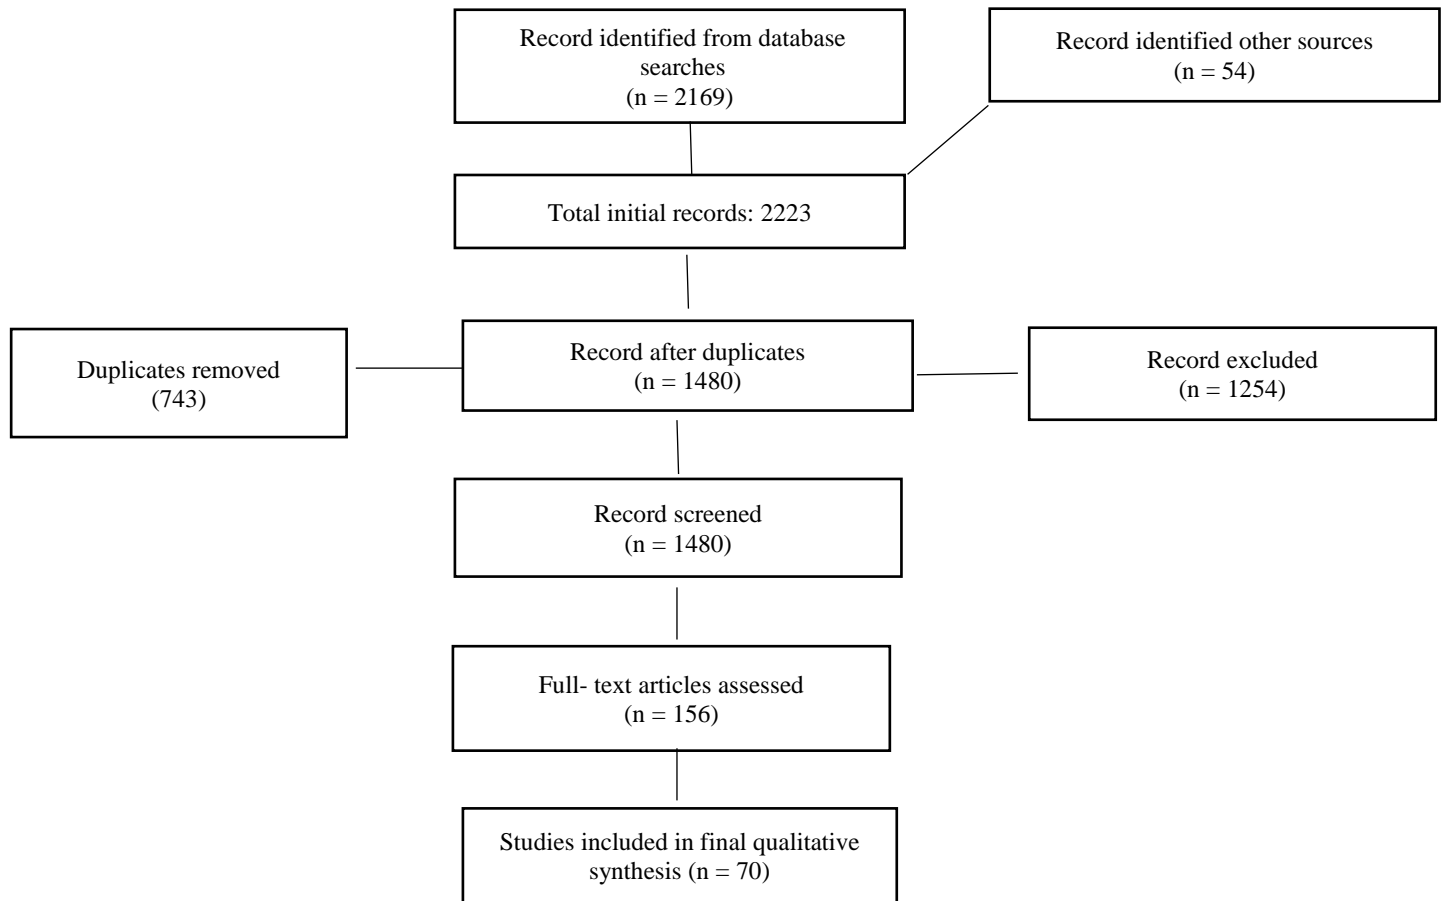 Record identified from database
searches
(n = 2169)
Record identified other sources
(n = 54)
Total initial records: 2223
Duplicates removed
(743)
Record after duplicates
(n = 1480)
Record excluded
(n = 1254)
Record screened
(n = 1480)
Full- text articles assessed
(n = 156)
Studies included in final qualitative
synthesis (n = 70)